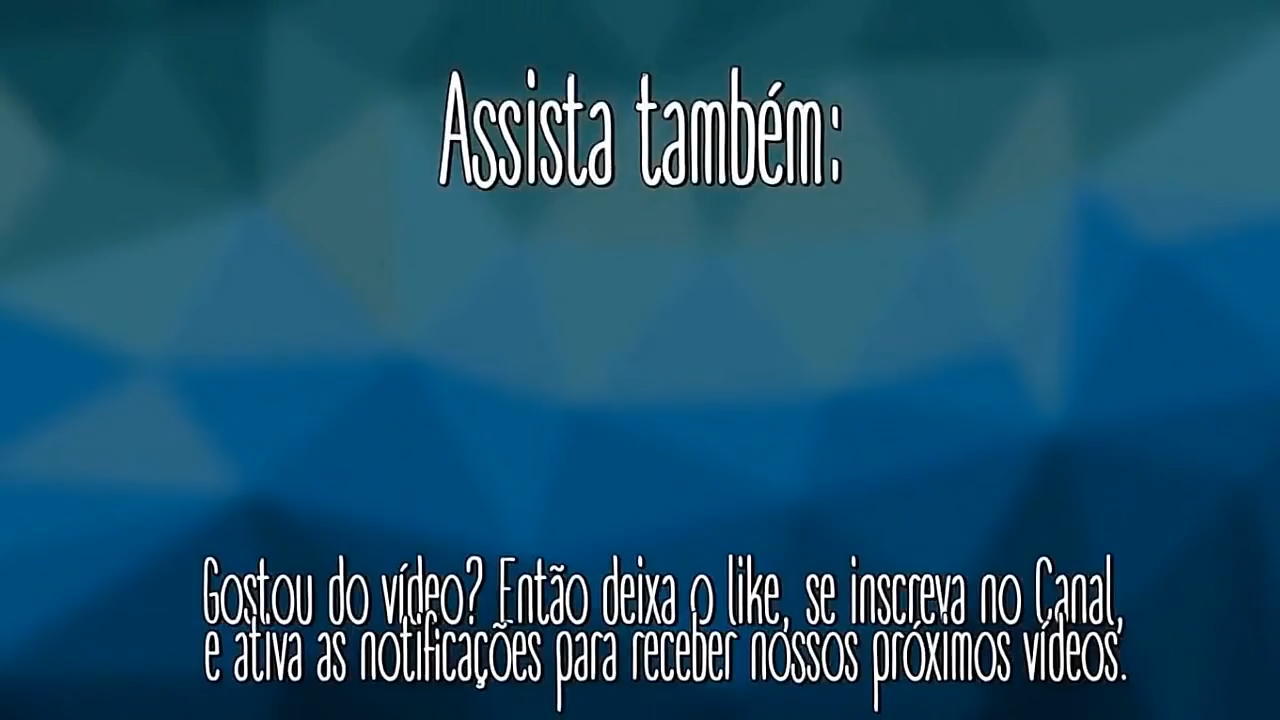 Assista também:
Gostou do vídeo? Então deixa o like, se inscreva no Canal,
e ativa as notificações para receber nossos próximos vídeos.